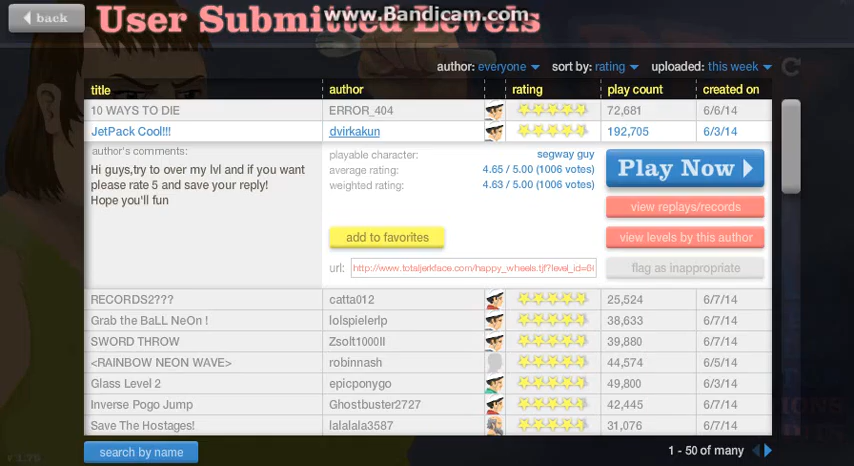 www.Bandicam.com
back
User Submitted Levels
author: everyone sort by: rating uploaded: this week
title author rating play count created on
10 WAYS TO DIE ERROR_404 72,681 6/6/14
JetPack Cool!!! dvirkakun 192,705 6/3/14
author's comments:
Hi guys,try to over my lvl and if you want
please rate 5 and save your reply!
Hope you'll fun
playable character: segway guy
average rating: 4.65 / 5.00 (1006 votes)
weighted rating: 4.63 / 5.00 (1006 votes)
Play Now
view replays/records
add to favorites
view levels by this author
url: http://www.totaljerkface.com/happy_wheels.tjf?level_id=6
flag as inappropriate
RECORDS2??? catta012 25,524 6/7/14
Grab the BaLL NeOn ! lolspielerlp 38,633 6/7/14
SWORD THROW Zsolt1000II 39,880 6/7/14
<RAINBOW NEON WAVE> robinnash 44,574 6/5/14
Glass Level 2 epicponygo 49,800 6/3/14
Inverse Pogo Jump Ghostbuster2727 42,445 6/7/14
Save The Hostages! lalalala3587 31,076 6/7/14
search by name
1 - 50 of many